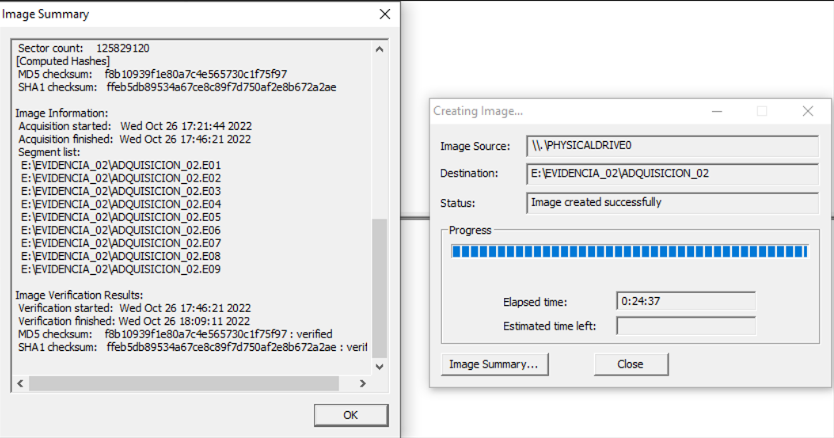 Image Summary
Sector count: 125829120
[Computed Hashes]
MD5 checksum: f8b10939f1e80a7c4e565730c1f75f97
SHA1 checksum: ffeb5db89534a67ce8c89f7d750af2e8b672a2ae
Image Information:
Acquisition started: Wed Oct 26 17:21:44 2022
Acquisition finished: Wed Oct 26 17:46:21 2022
Segment list:
E:\EVIDENCIA_02\ADQUISICION_02.E01
E:\EVIDENCIA_02\ADQUISICION_02.E02
E:\EVIDENCIA_02\ADQUISICION_02.E03
E:\EVIDENCIA_02\ADQUISICION_02.E04
E:\EVIDENCIA_02\ADQUISICION_02.E05
E:\EVIDENCIA_02\ADQUISICION_02.E06
E:\EVIDENCIA_02\ADQUISICION_02.E07
E:\EVIDENCIA_02\ADQUISICION_02.E08
E:\EVIDENCIA_02\ADQUISICION_02.E09
Image Verification Results:
Verification started: Wed Oct 26 17:46:21 2022
Verification finished: Wed Oct 26 18:09:11 2022
MD5 checksum: f8b10939f1e80a7c4e565730c1f75f97 : verified
SHA1 checksum: ffeb5db89534a67ce8c89f7d750af2e8b672a2ae : verif
OK
Creating Image...
Image Source: \\.\PHYSICALDRIVE0
Destination: E:\EVIDENCIA_02\ADQUISICION_02
Status: Image created successfully
Progress
Elapsed time: 0:24:37
Estimated time left:
Image Summary... Close